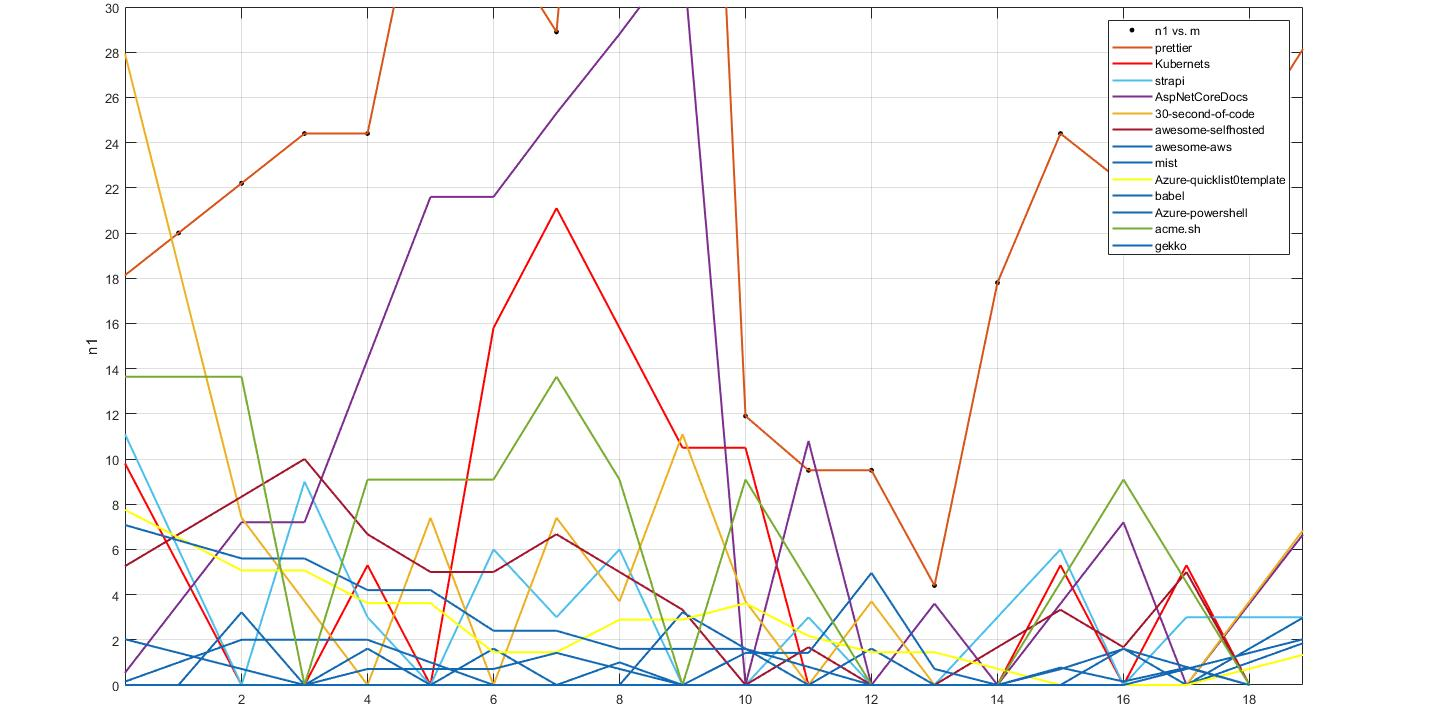 30
28
26
24
22
20
18
16
14
12
10
8
6
4
2
0
n1
2 4 6 8 10 12 14 16 18
n1 vs. m
prettier
Kubernets
strapi
AspNetCoreDocs
30-second-of-code
awesome-selfhosted
awesome-aws
mist
Azure-quicklist0template
babel
Azure-powershell
acme.sh
gekko